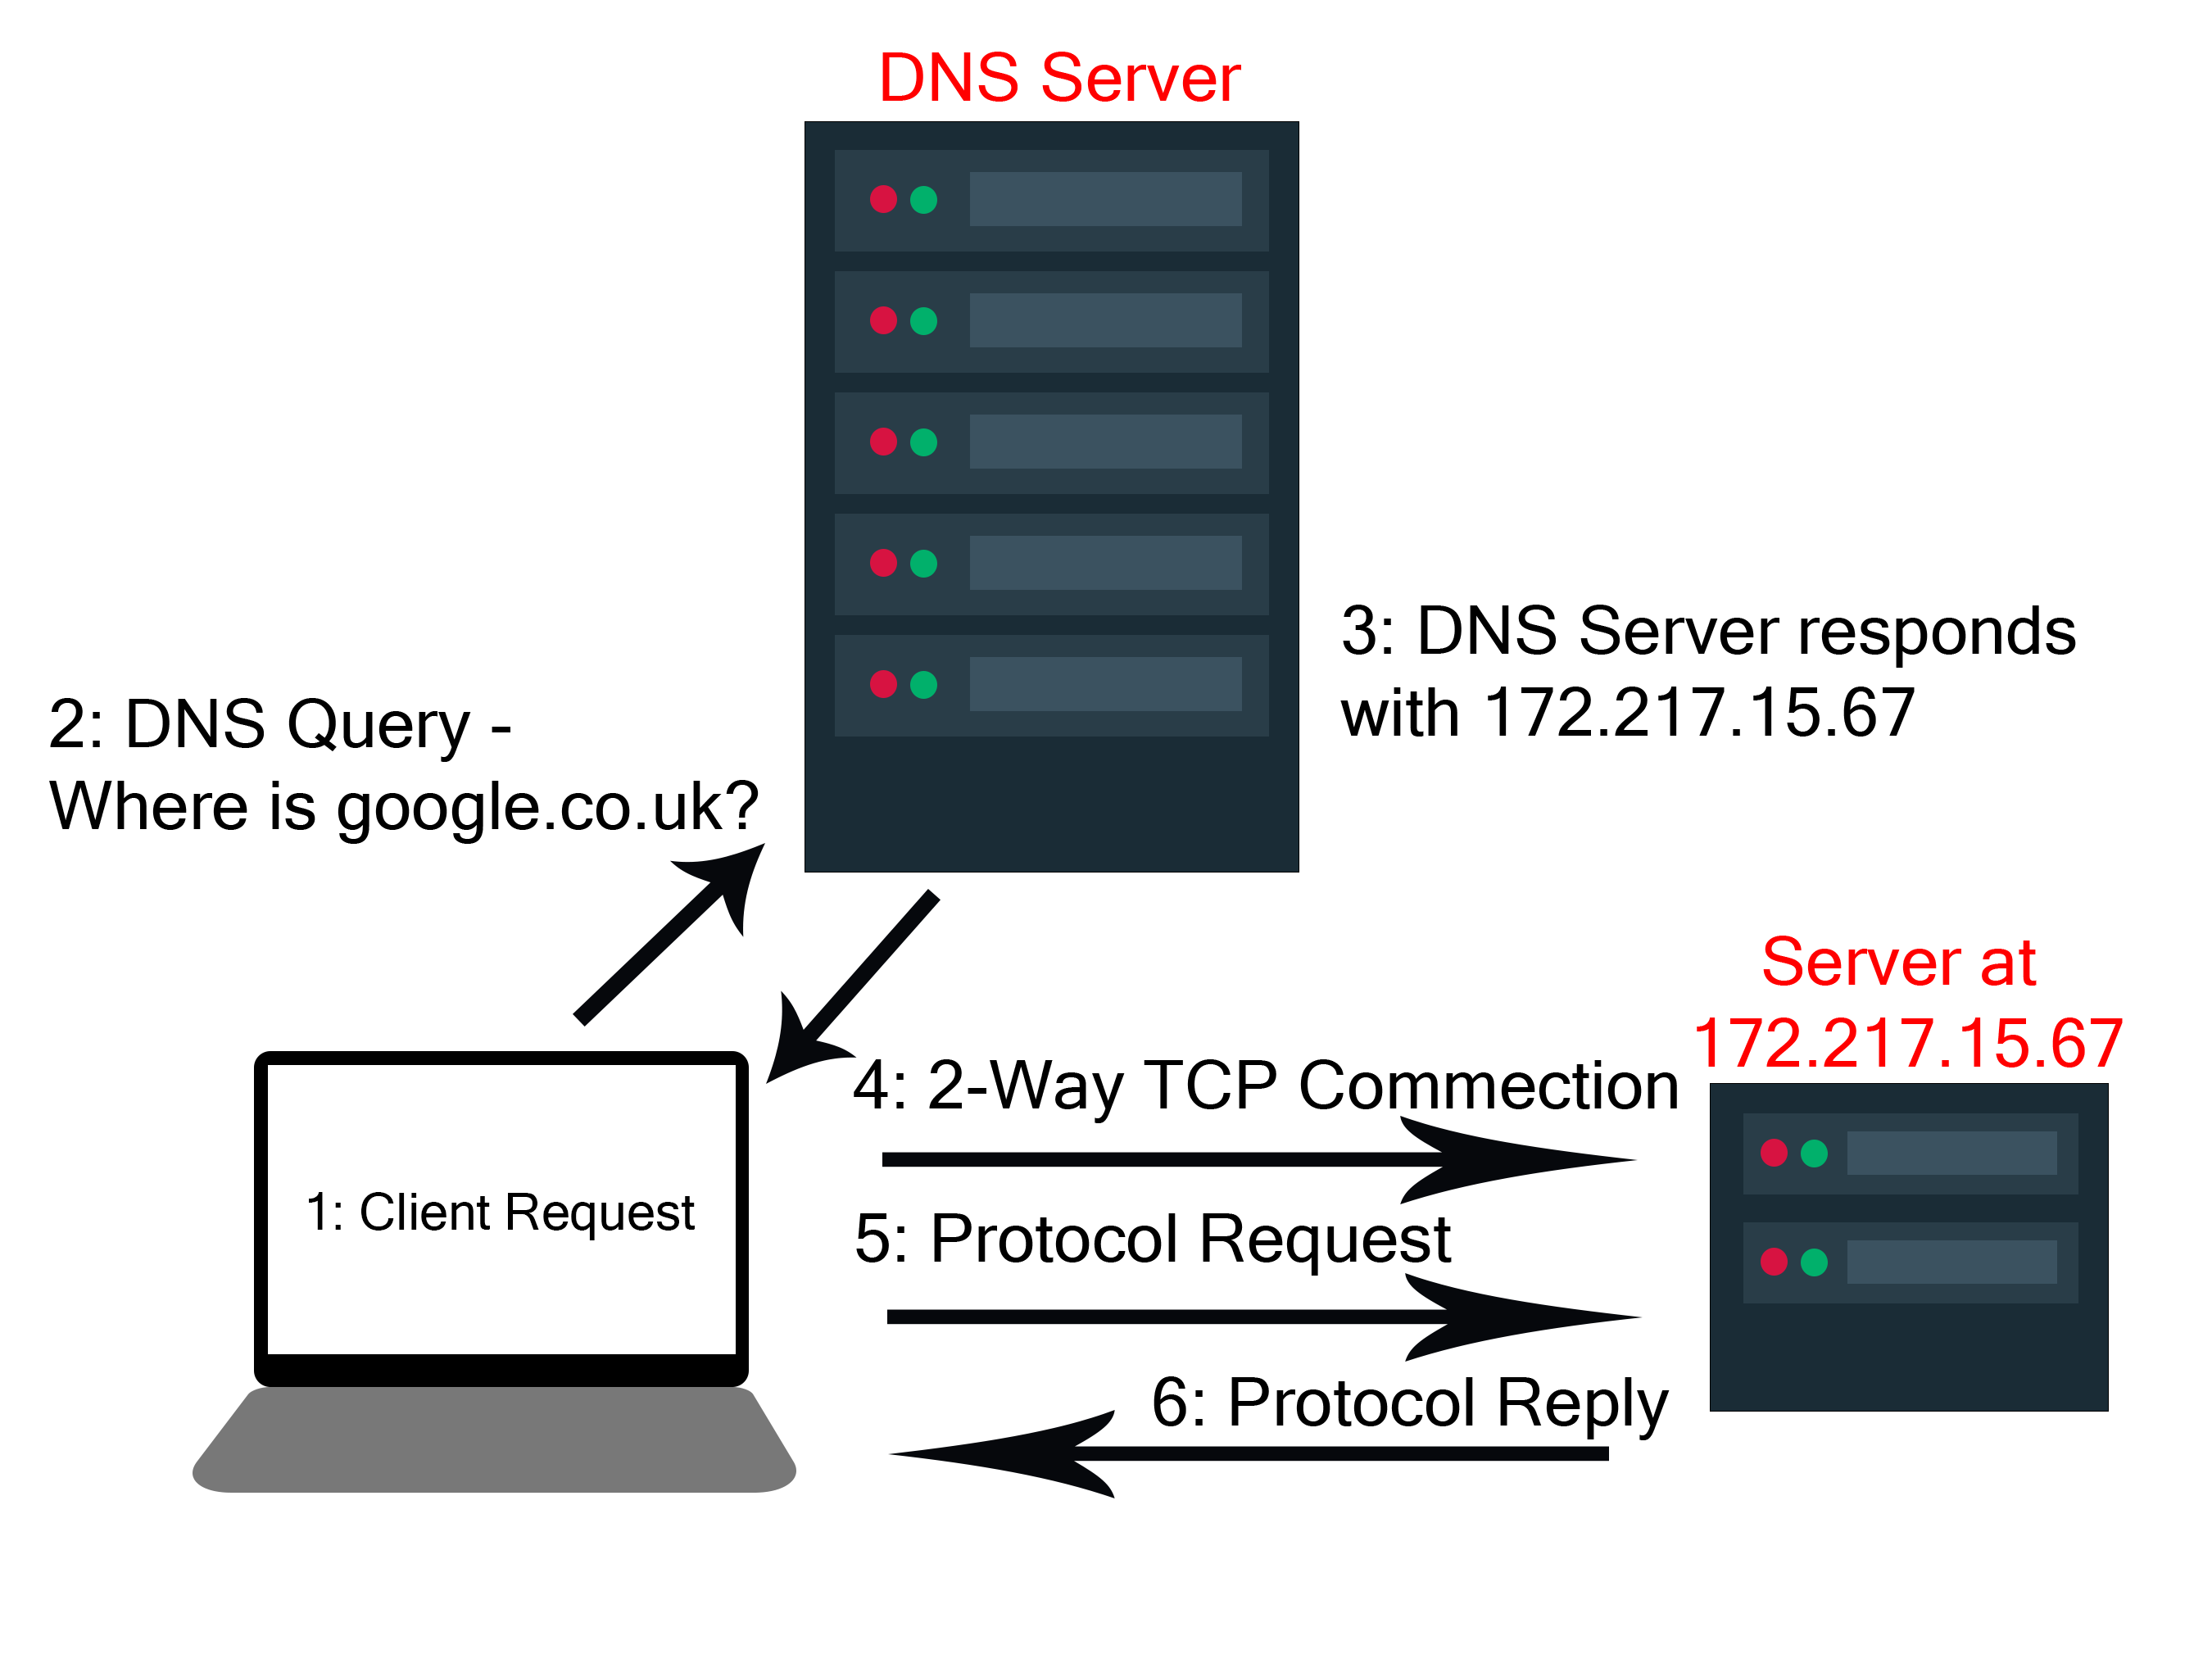 DNS Server
2: DNS Query -
Where is google.co.uk?
3: DNS Server responds
with 172.217.15.67
Server at
172.217.15.67
4: 2-Way TCP Commection
1: Client Request
5: Protocol Request
6: Protocol Reply